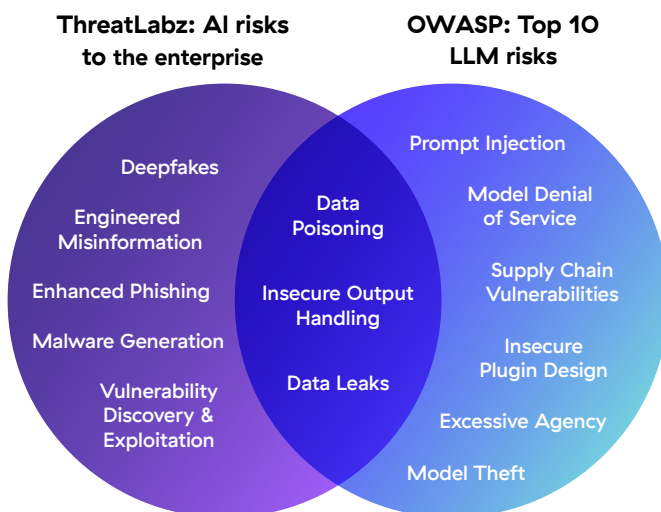 ThreatLabz: AI risks
to the enterprise
OWASP: Top 10
LLM risks
Deepfakes
Engineered
Misinformation
Enhanced Phishing
Malware Generation
Vulnerability
Discovery &
Exploitation
Data
Poisoning
Insecure Output
Handling
Data Leaks
Prompt Injection
Model Denial
of Service
Supply Chain
Vulnerabilities
Insecure
Plugin Design
Excessive Agency
Model Theft